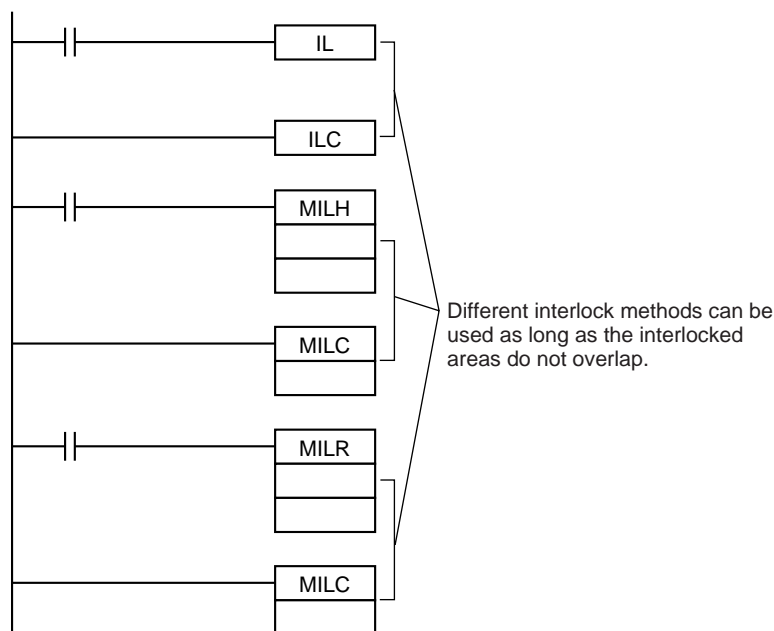 IL
ILC
MILH
MILC
MILR
MILC
Different interlock methods can be
used as long as the interlocked
areas do not overlap.